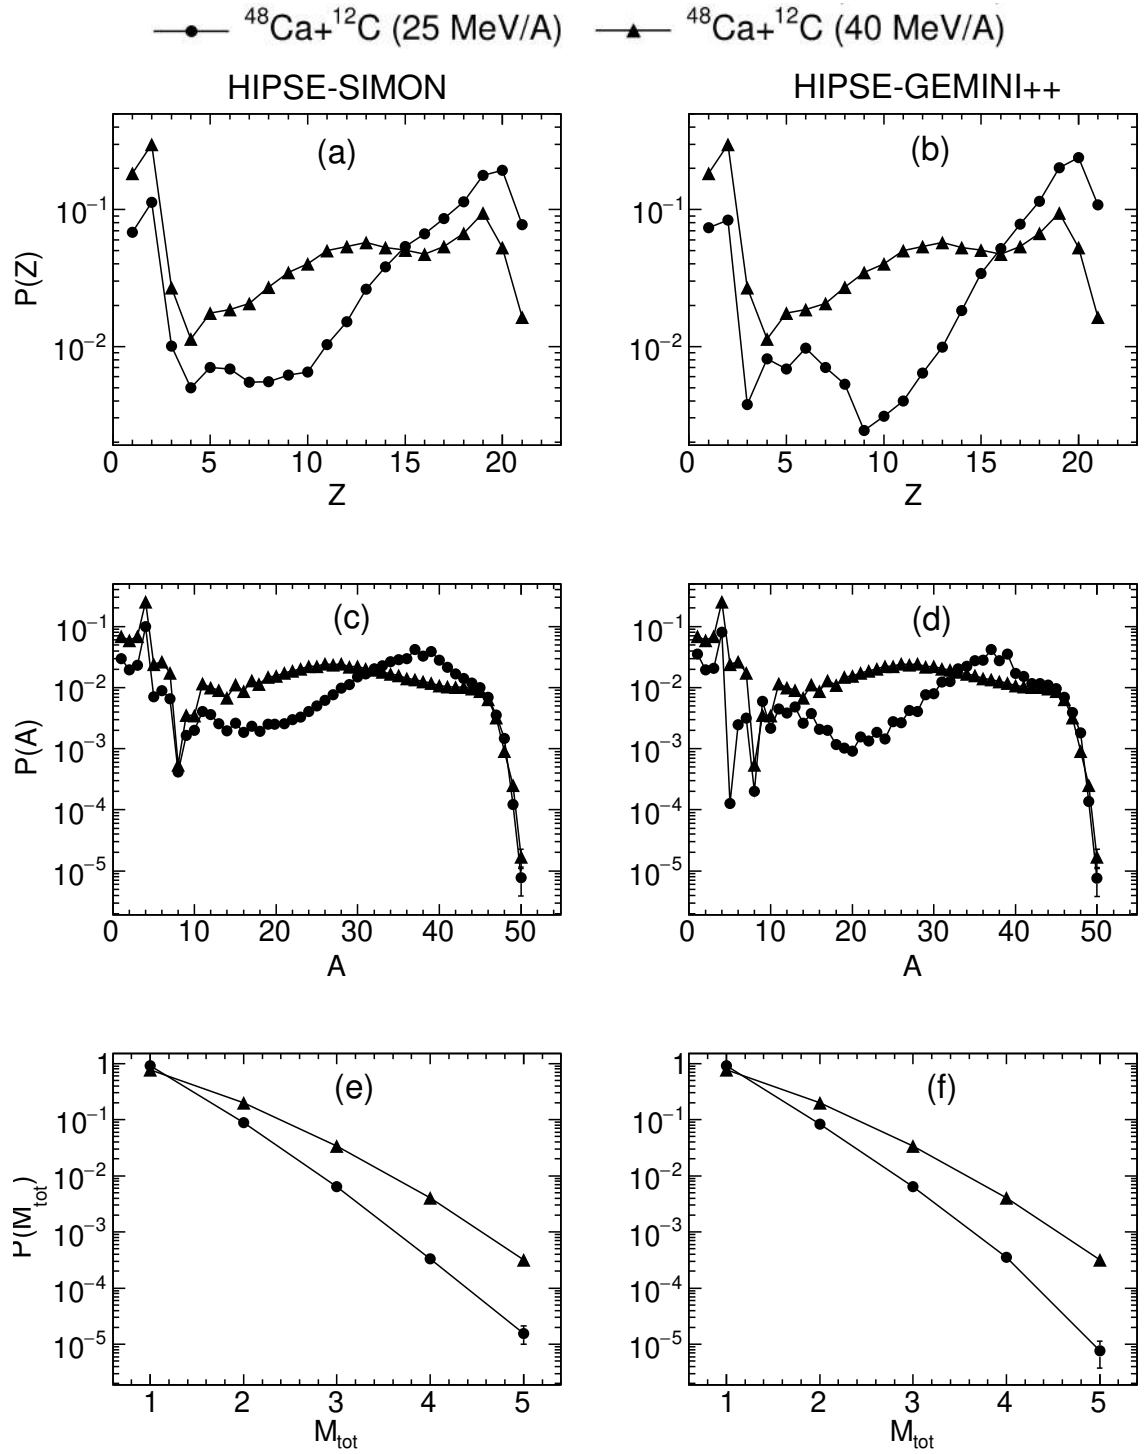 ⁴⁸Ca+¹²C (25 MeV/A) ⁴⁸Ca+¹²C (40 MeV/A)
HIPSE-SIMON HIPSE-GEMINI++
(a) (b)
P(Z)
10⁻¹ 10⁻¹
10⁻² 10⁻²
0 5 10 15 20 0 5 10 15 20
Z Z
(c) (d)
P(A)
10⁻¹ 10⁻¹
10⁻² 10⁻²
10⁻³ 10⁻³
10⁻⁴ 10⁻⁴
10⁻⁵ 10⁻⁵
0 10 20 30 40 50 0 10 20 30 40 50
A A
(e) (f)
P(M_tot)
1 1
10⁻¹ 10⁻¹
10⁻² 10⁻²
10⁻³ 10⁻³
10⁻⁴ 10⁻⁴
10⁻⁵ 10⁻⁵
1 2 3 4 5 1 2 3 4 5
M_tot M_tot